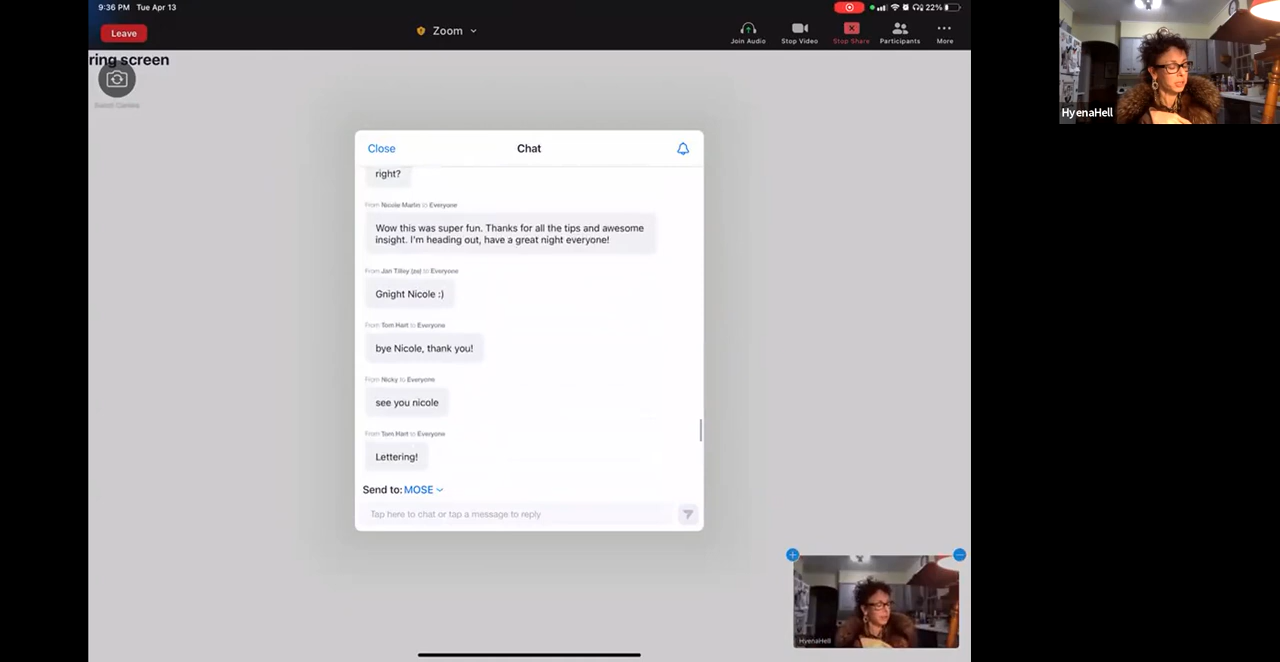 9:36 PM Tue Apr 13
22%
Leave
Zoom
Join Audio
Stop Video
Stop Share
Participants
More
ring screen
Close
Chat
right?
From Nicole Martin to Everyone
Wow this was super fun. Thanks for all the tips and awesome
insight. I'm heading out, have a great night everyone!
From Jan Tilley to Everyone
Gnight Nicole :)
From Tom Hart to Everyone
bye Nicole, thank you!
From Nicky to Everyone
see you nicole
From Tom Hart to Everyone
Lettering!
Send to: MOSE
Tap here to chat or tap a message to reply
HyenaHell
HyenaHell